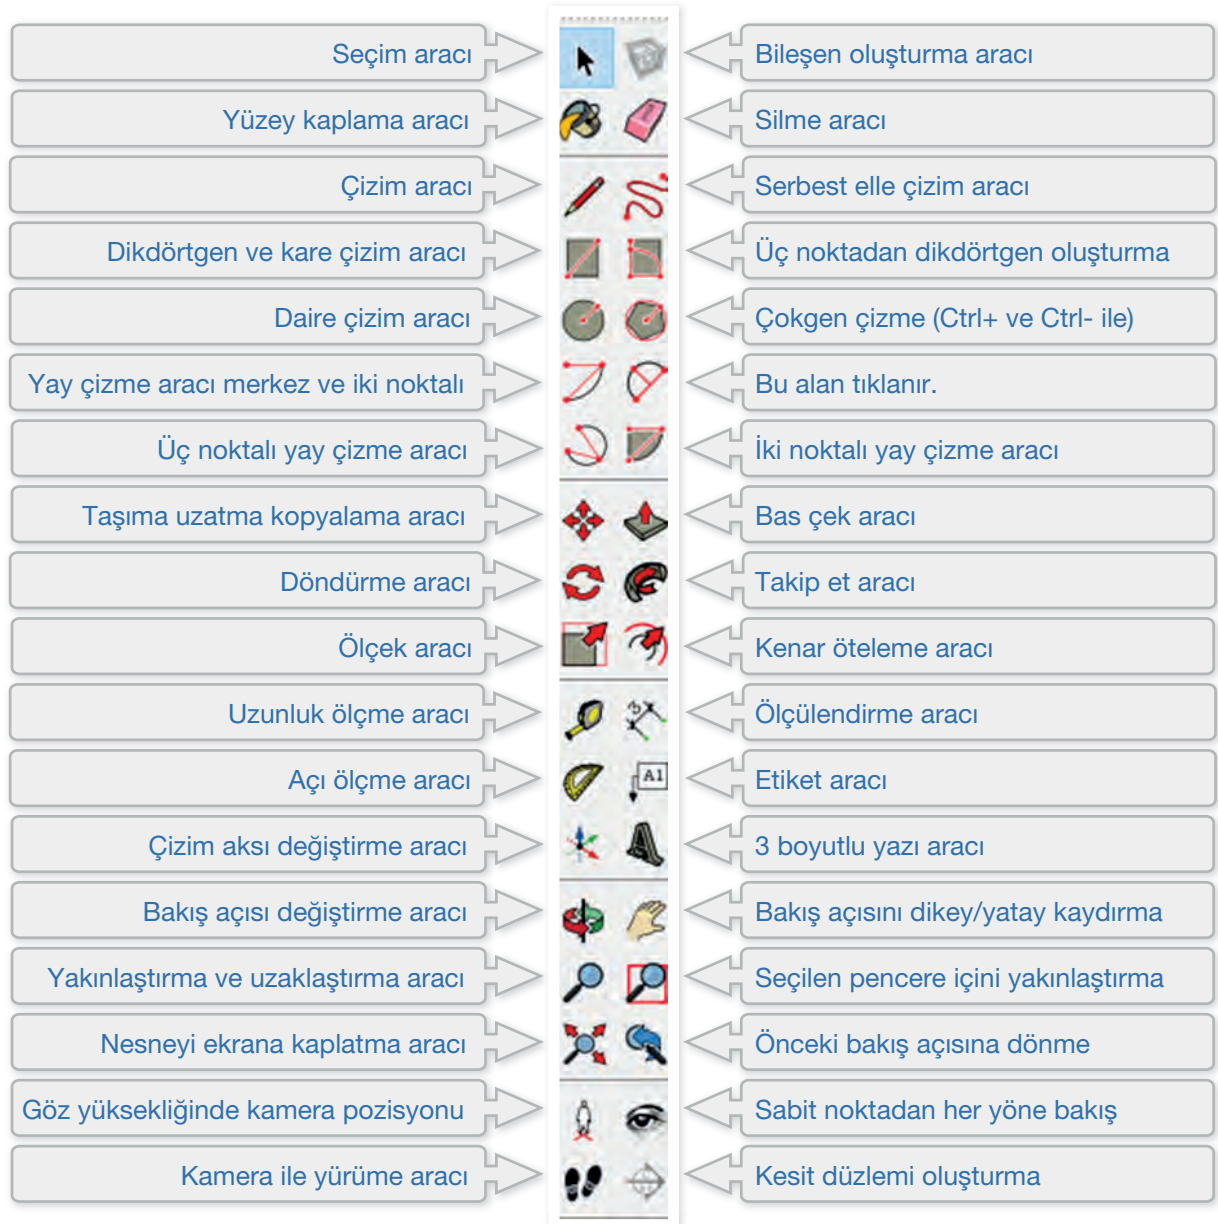 Seçim aracı
Bileşen oluşturma aracı
Yüzey kaplama aracı
Silme aracı
Çizim aracı
Serbest elle çizim aracı
Dikdörtgen ve kare çizim aracı
Üç noktadan dikdörtgen oluşturma
Daire çizim aracı
Çokgen çizme (Ctrl+ ve Ctrl- ile)
Yay çizme aracı merkez ve iki noktalı
Bu alan tıklanır.
Üç noktalı yay çizme aracı
İki noktalı yay çizme aracı
Taşıma uzatma kopyalama aracı
Bas çek aracı
Döndürme aracı
Takip et aracı
Ölçek aracı
Kenar öteleme aracı
Uzunluk ölçme aracı
3
Ölçülendirme aracı
Açı ölçme aracı
A1
Etiket aracı
Çizim aksı değiştirme aracı
A
3 boyutlu yazı aracı
Bakış açısı değiştirme aracı
Bakış açısını dikey/yatay kaydırma
Yakınlaştırma ve uzaklaştırma aracı
Seçilen pencere içini yakınlaştırma
Nesneyi ekrana kaplatma aracı
Önceki bakış açısına dönme
Göz yüksekliğinde kamera pozisyonu
Sabit noktadan her yöne bakış
Kamera ile yürüme aracı
Kesit düzlemi oluşturma